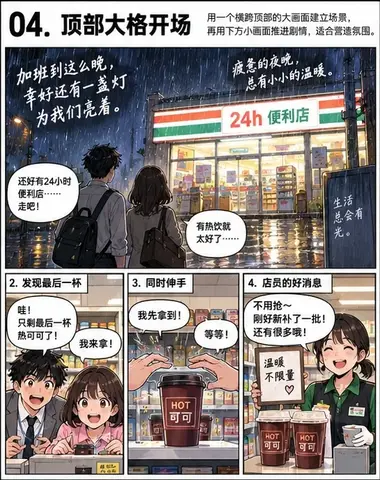 04. 顶部大格开场
用一个横跨顶部的大画面建立场景，
再用下方小画面推进剧情，适合营造氛围。
加班到这么晚，
幸好还有一盏灯
为我们亮着。
疲惫的夜晚，
总有小小的温暖。
24h 便利店
还好有24小时
便利店……
走吧！
有热饮就
太好了……
生活
总会有
光。
2. 发现最后一杯
哇！
只剩最后一杯
热可可了！
我来拿！
3. 同时伸手
我先拿到！
等等！
HOT
可可
4. 店员的好消息
不用抢～
刚好新补了一批！
还有很多哦！
温暖
不限量
♡
HOT
可可
HOT
可可